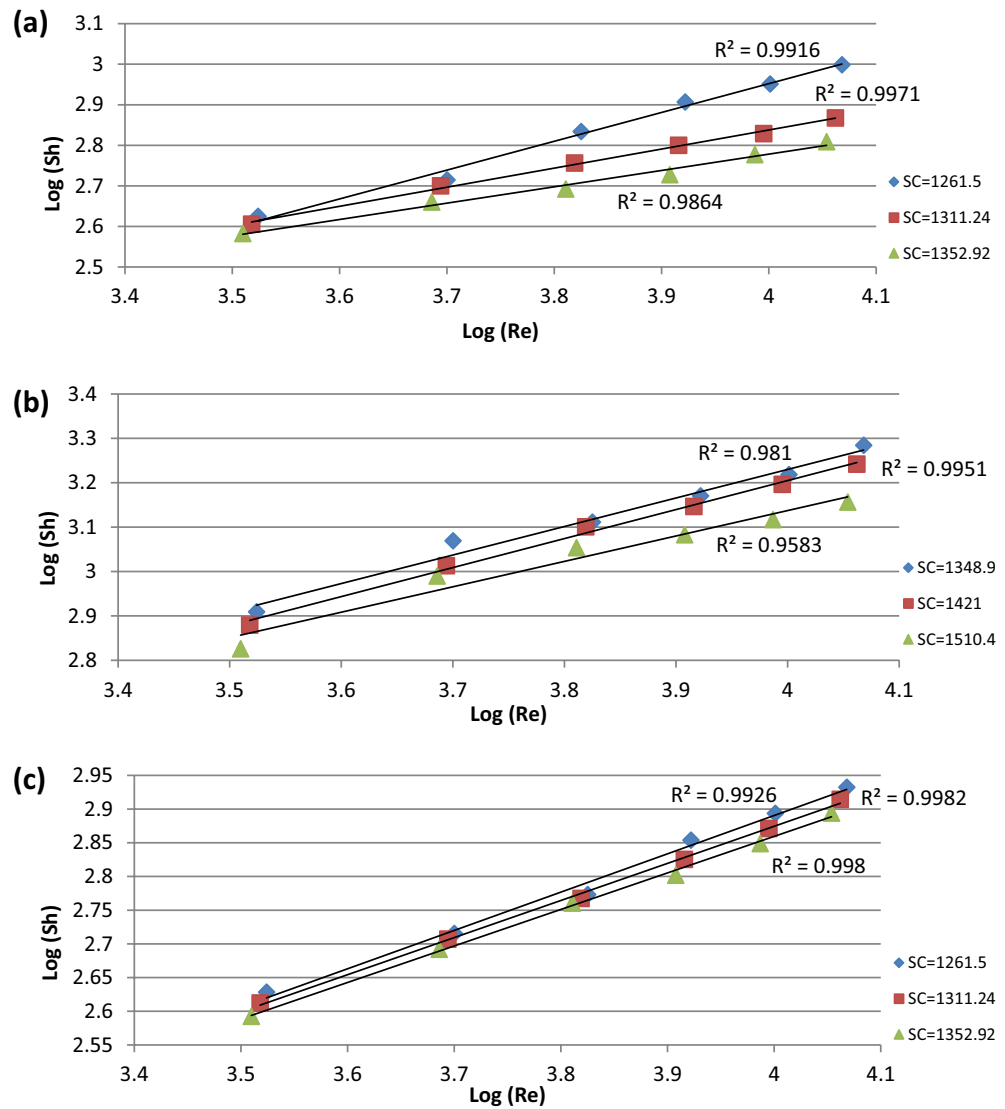 (a)
3.1
3
2.9
2.8
2.7
2.6
2.5
Log (Sh)
R² = 0.9916
R² = 0.9971
R² = 0.9864
SC=1261.5
SC=1311.24
SC=1352.92
3.4 3.5 3.6 3.7 3.8 3.9 4 4.1
Log (Re)
(b)
3.4
3.3
3.2
3.1
3
2.9
2.8
Log (Sh)
R² = 0.981
R² = 0.9951
R² = 0.9583
SC=1348.9
SC=1421
SC=1510.4
3.4 3.5 3.6 3.7 3.8 3.9 4 4.1
Log (Re)
(c)
2.95
2.9
2.85
2.8
2.75
2.7
2.65
2.6
2.55
Log (Sh)
R² = 0.9926
R² = 0.9982
R² = 0.998
SC=1261.5
SC=1311.24
SC=1352.92
3.4 3.5 3.6 3.7 3.8 3.9 4 4.1
Log (Re)